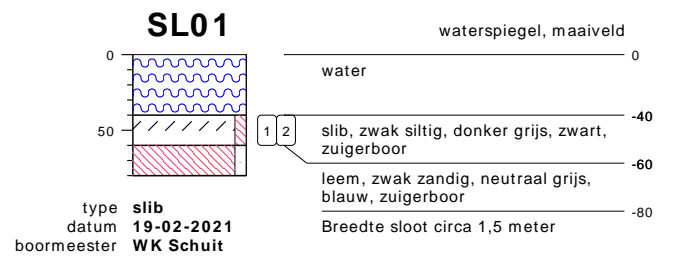 SL01
waterspiegel, maaiveld
0
0
water
-40
50
1 2
slib, zwak siltig, donker grijs, zwart,
zuigerboor
-60
leem, zwak zandig, neutraal grijs,
blauw, zuigerboor
-80
type slib
datum 19-02-2021
Breedte sloot circa 1,5 meter
boormeester WK Schuit